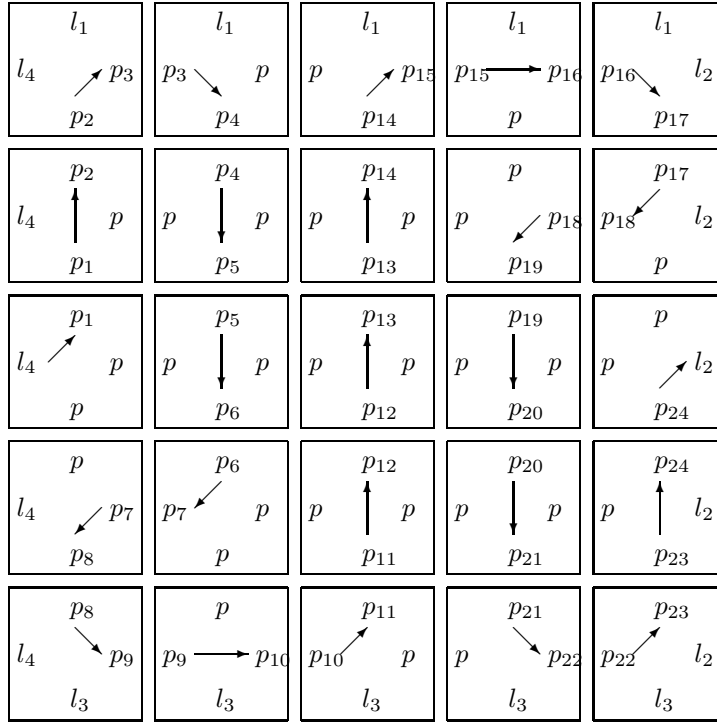 l₁ l₁ l₁ l₁ l₁
l₄ p₃ p₃ p p p₁₅ p₁₅ p₁₆ p₁₆ l₂
p₂ p₄ p₁₄ p p₁₇
p₂ p₄ p₁₄ p p₁₇
l₄ p p p p p p p₁₈ p₁₈ l₂
p₁ p₅ p₁₃ p₁₉ p
p₁ p₅ p₁₃ p₁₉ p
l₄ p p p p p p p p l₂
p p₆ p₁₂ p₂₀ p₂₄
p p₆ p₁₂ p₂₀ p₂₄
l₄ p₇ p₇ p p p p p p l₂
p₈ p p₁₁ p₂₁ p₂₃
p₈ p p₁₁ p₂₁ p₂₃
l₄ p₉ p₉ p₁₀ p₁₀ p p p₂₂ p₂₂ l₂
l₃ l₃ l₃ l₃ l₃